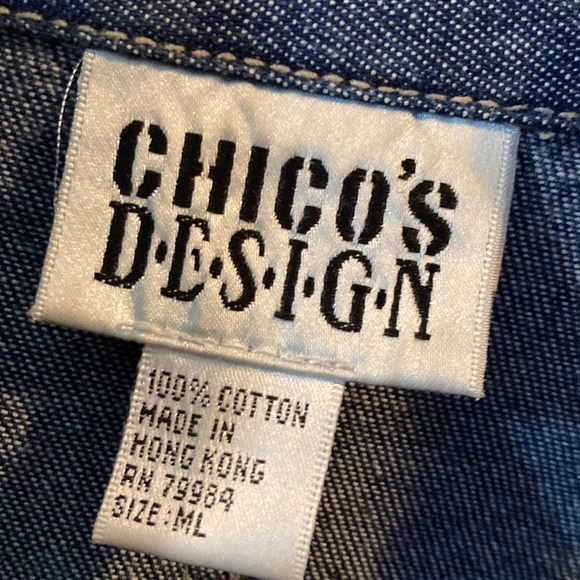 CHICO'S
D·E·S·I·G·N
100% COTTON
MADE IN
HONG KONG
RN 79984
SIZE: ML